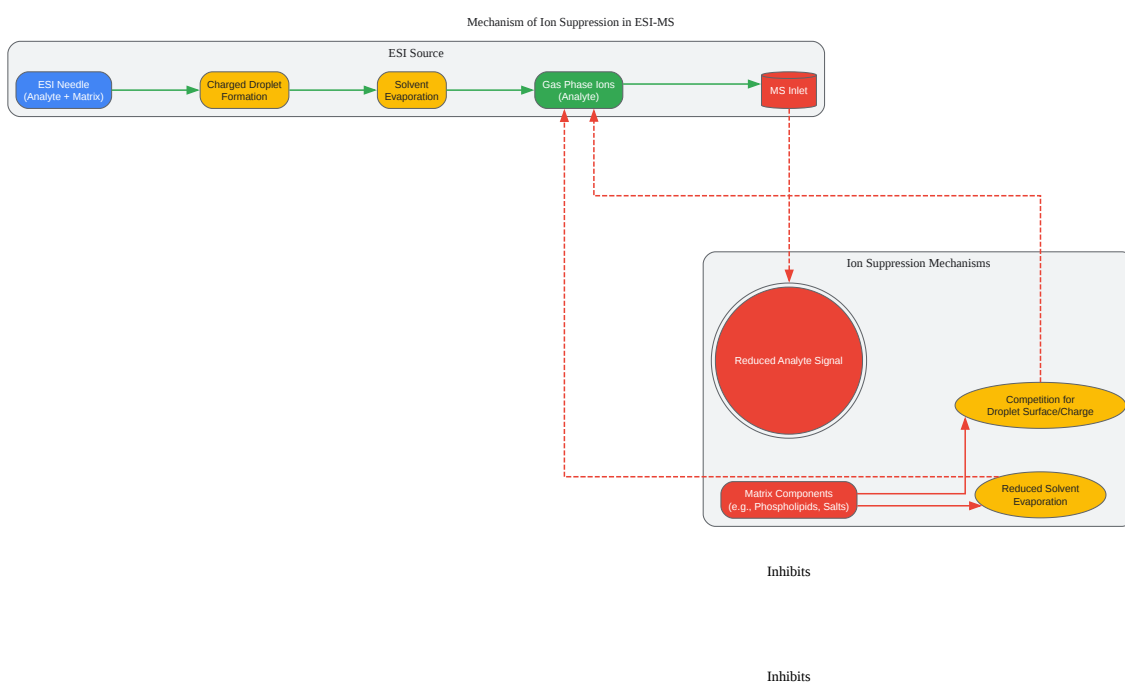 Mechanism of Ion Suppression in ESI-MS
ESI Source
ESI Needle
(Analyte + Matrix)
Charged Droplet
Formation
Solvent
Evaporation
Gas Phase Ions
(Analyte)
MS Inlet
Ion Suppression Mechanisms
Reduced Analyte Signal
Competition for
Droplet Surface/Charge
Matrix Components
(e.g., Phospholipids, Salts)
Reduced Solvent
Evaporation
Inhibits
Inhibits